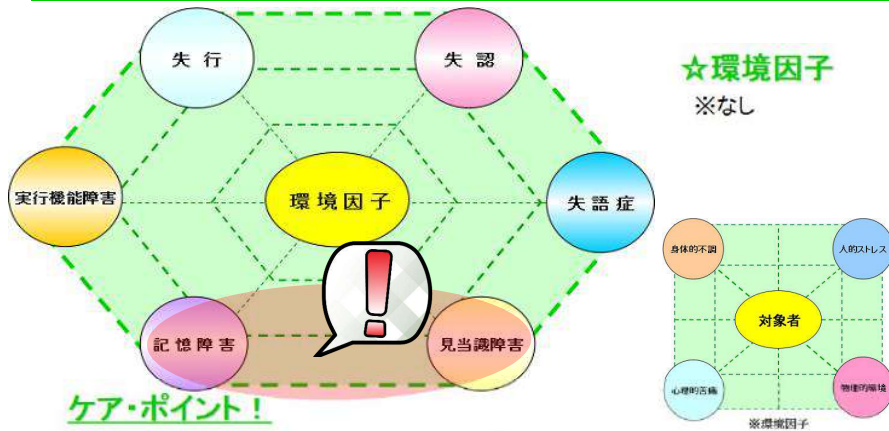 失行
失認
☆環境因子
※なし
実行機能障害
環境因子
失語症
身体的不調
人的ストレス
対象者
記憶障害
見当識障害
心理的苦痛
物理的環境
ケア・ポイント！
※環境因子